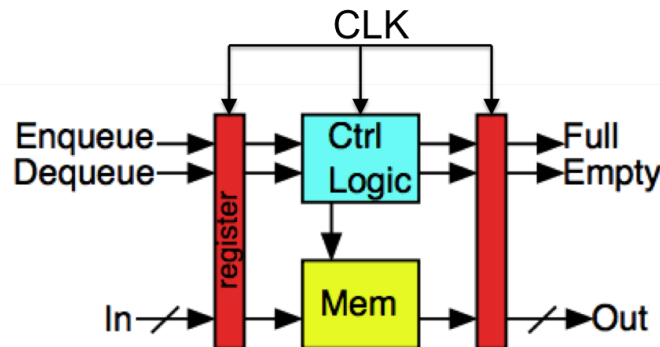 CLK
Enqueue
Dequeue
register
Ctrl
Logic
Full
Empty
In
Mem
Out